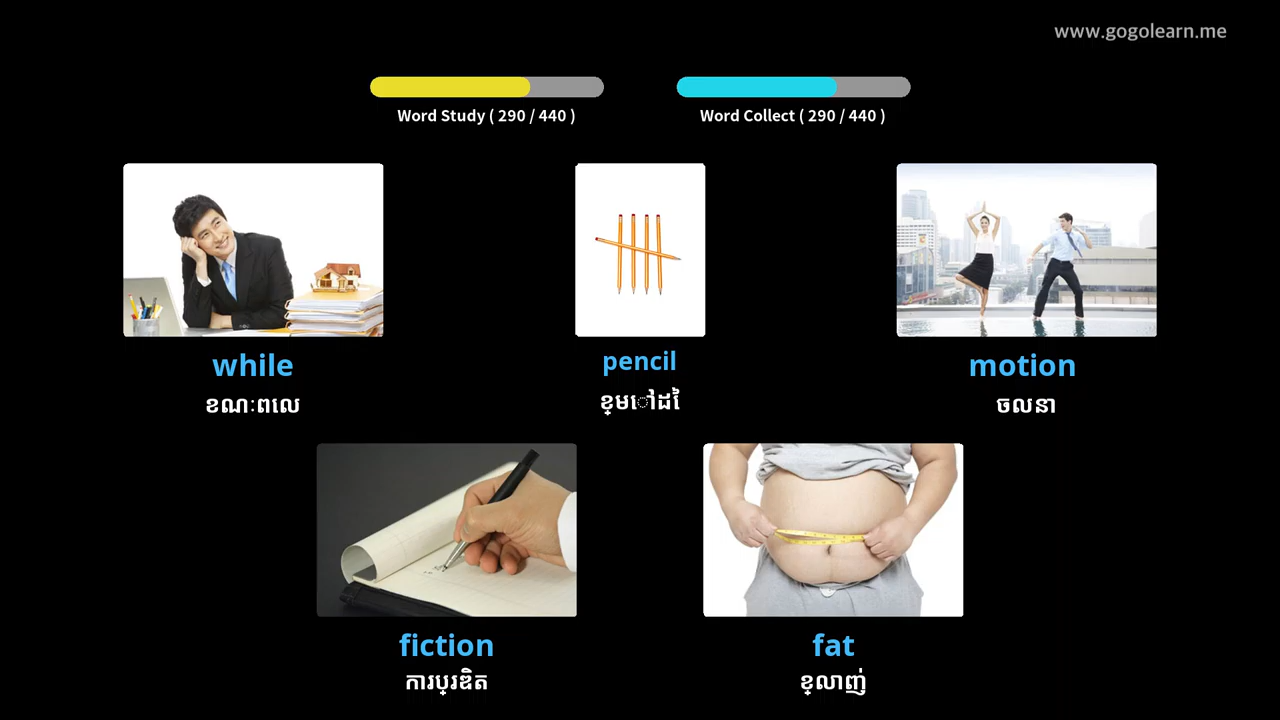 www.gogolearn.me
Word Study ( 290 / 440 )
Word Collect ( 290 / 440 )
while
pencil
motion
ខណៈពេល
ខ្មៅដៃ
ចលនា
fiction
fat
ការប្រឌិត
ខ្លាញ់